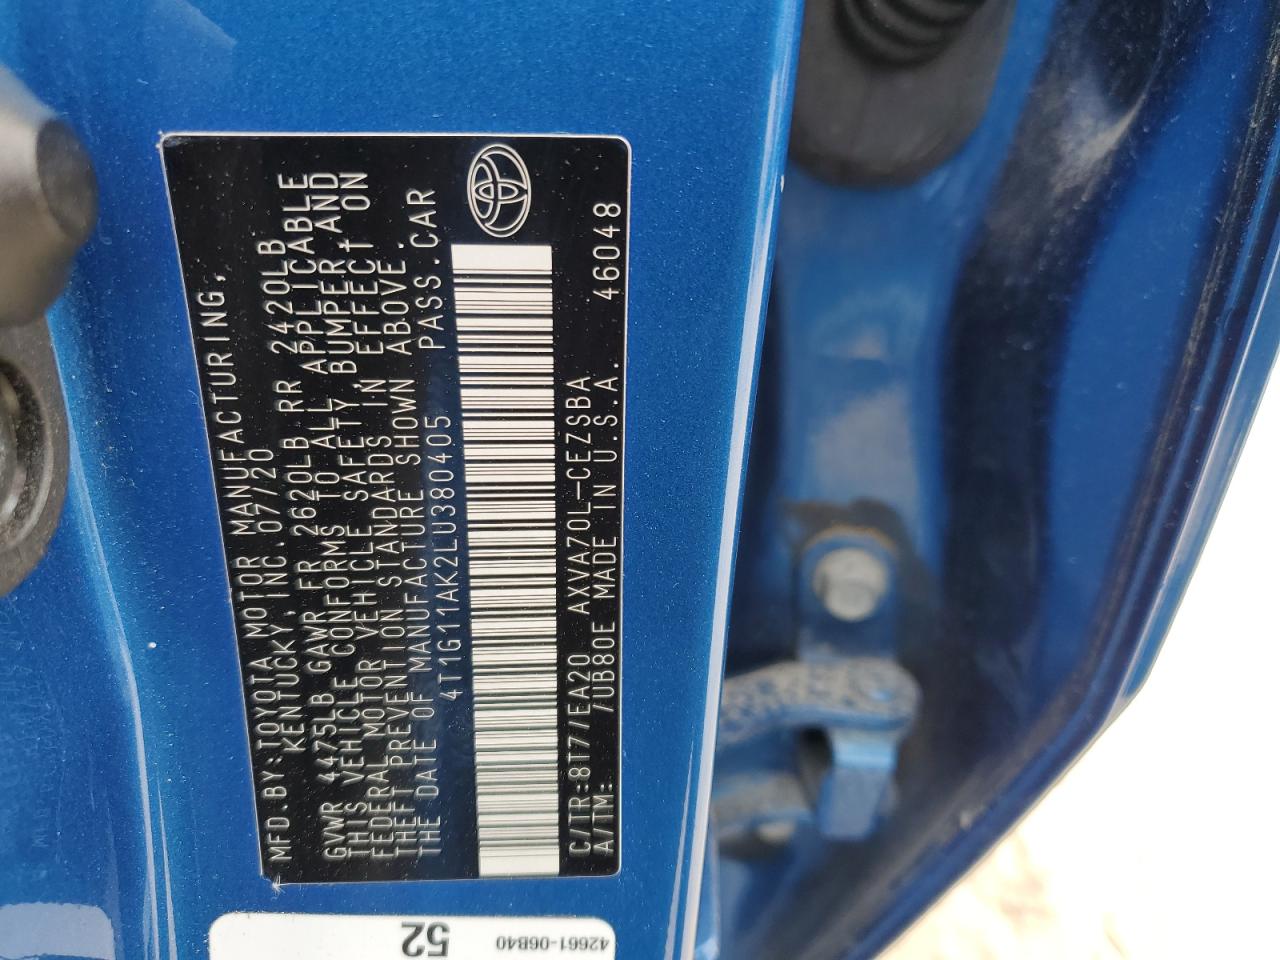 MFD.BY:TOYOTA MOTOR MANUFACTURING,
KENTUCKY, INC. 07/20
GVWR 4475LB GAWR FR 2620LB RR 2420LB
THIS VEHICLE CONFORMS TO ALL APPLICABLE
FEDERAL MOTOR VEHICLE SAFETY, BUMPER, AND
THEFT PREVENTION STANDARDS IN EFFECT ON
THE DATE OF MANUFACTURE SHOWN ABOVE.
4T1G11AK2LU380405 PASS.CAR
C/TR:8T7/EA20 AXVA70L-CEZSBA 46048
A/TM: /UB80E MADE IN U.S.A.
52
42661-06B40